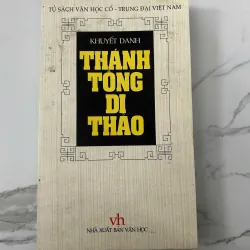 TỦ SÁCH VĂN HỌC CỔ - TRUNG ĐẠI VIỆT NAM
KHUYẾT DANH
THÁNH
TÔNG
DI
THẢO
vh
NHÀ XUẤT BẢN VĂN HỌC